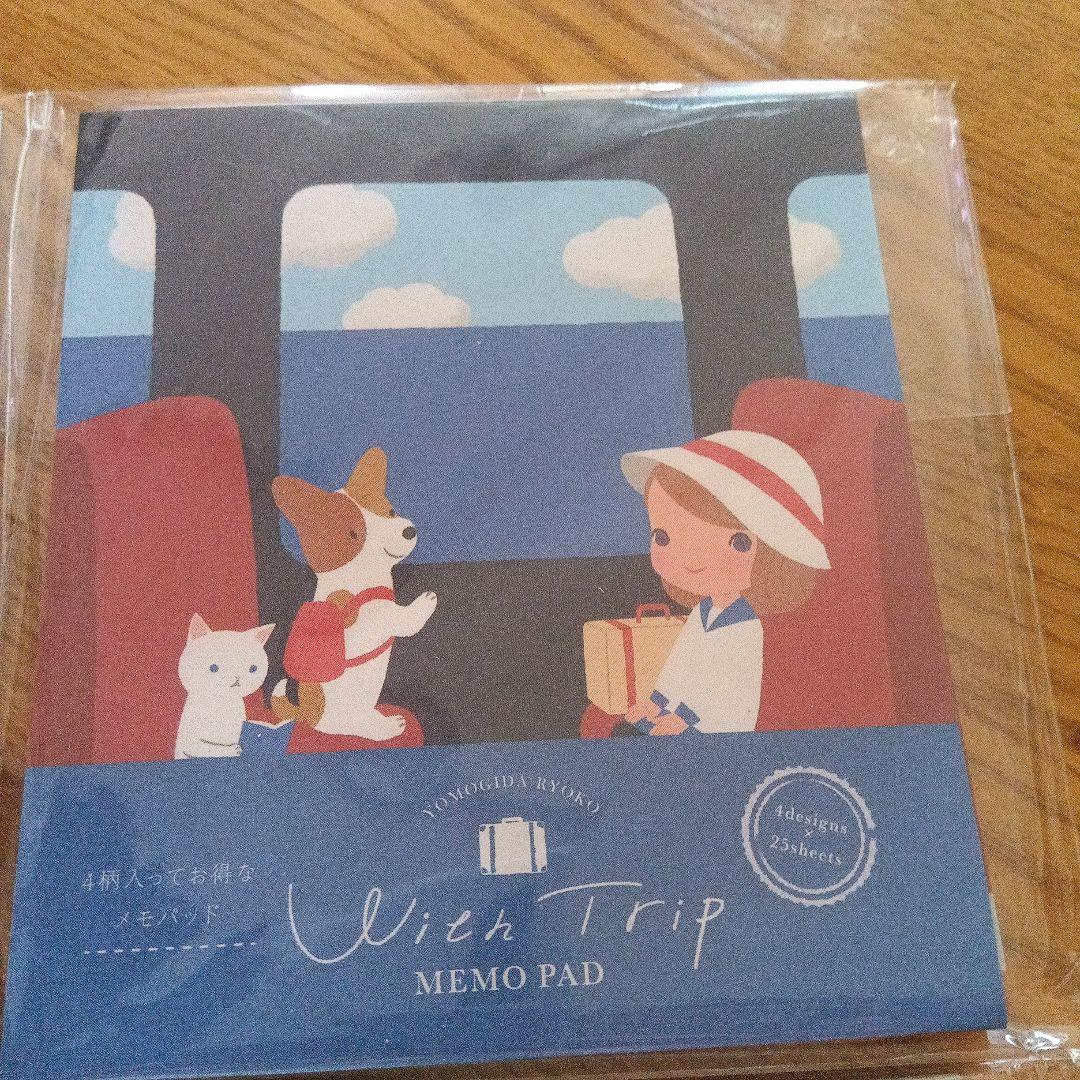 YOMOGIDA RYOKO
4designs
×
25sheets
4柄入ってお得な
メモパッド
With Trip
MEMO PAD